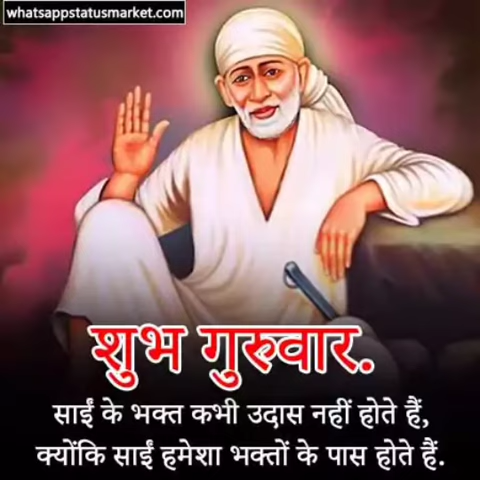 whatsappstatusmarket.com
शुभ गुरुवार.
साईं के भक्त कभी उदास नहीं होते हैं,
क्योंकि साईं हमेशा भक्तों के पास होते हैं.